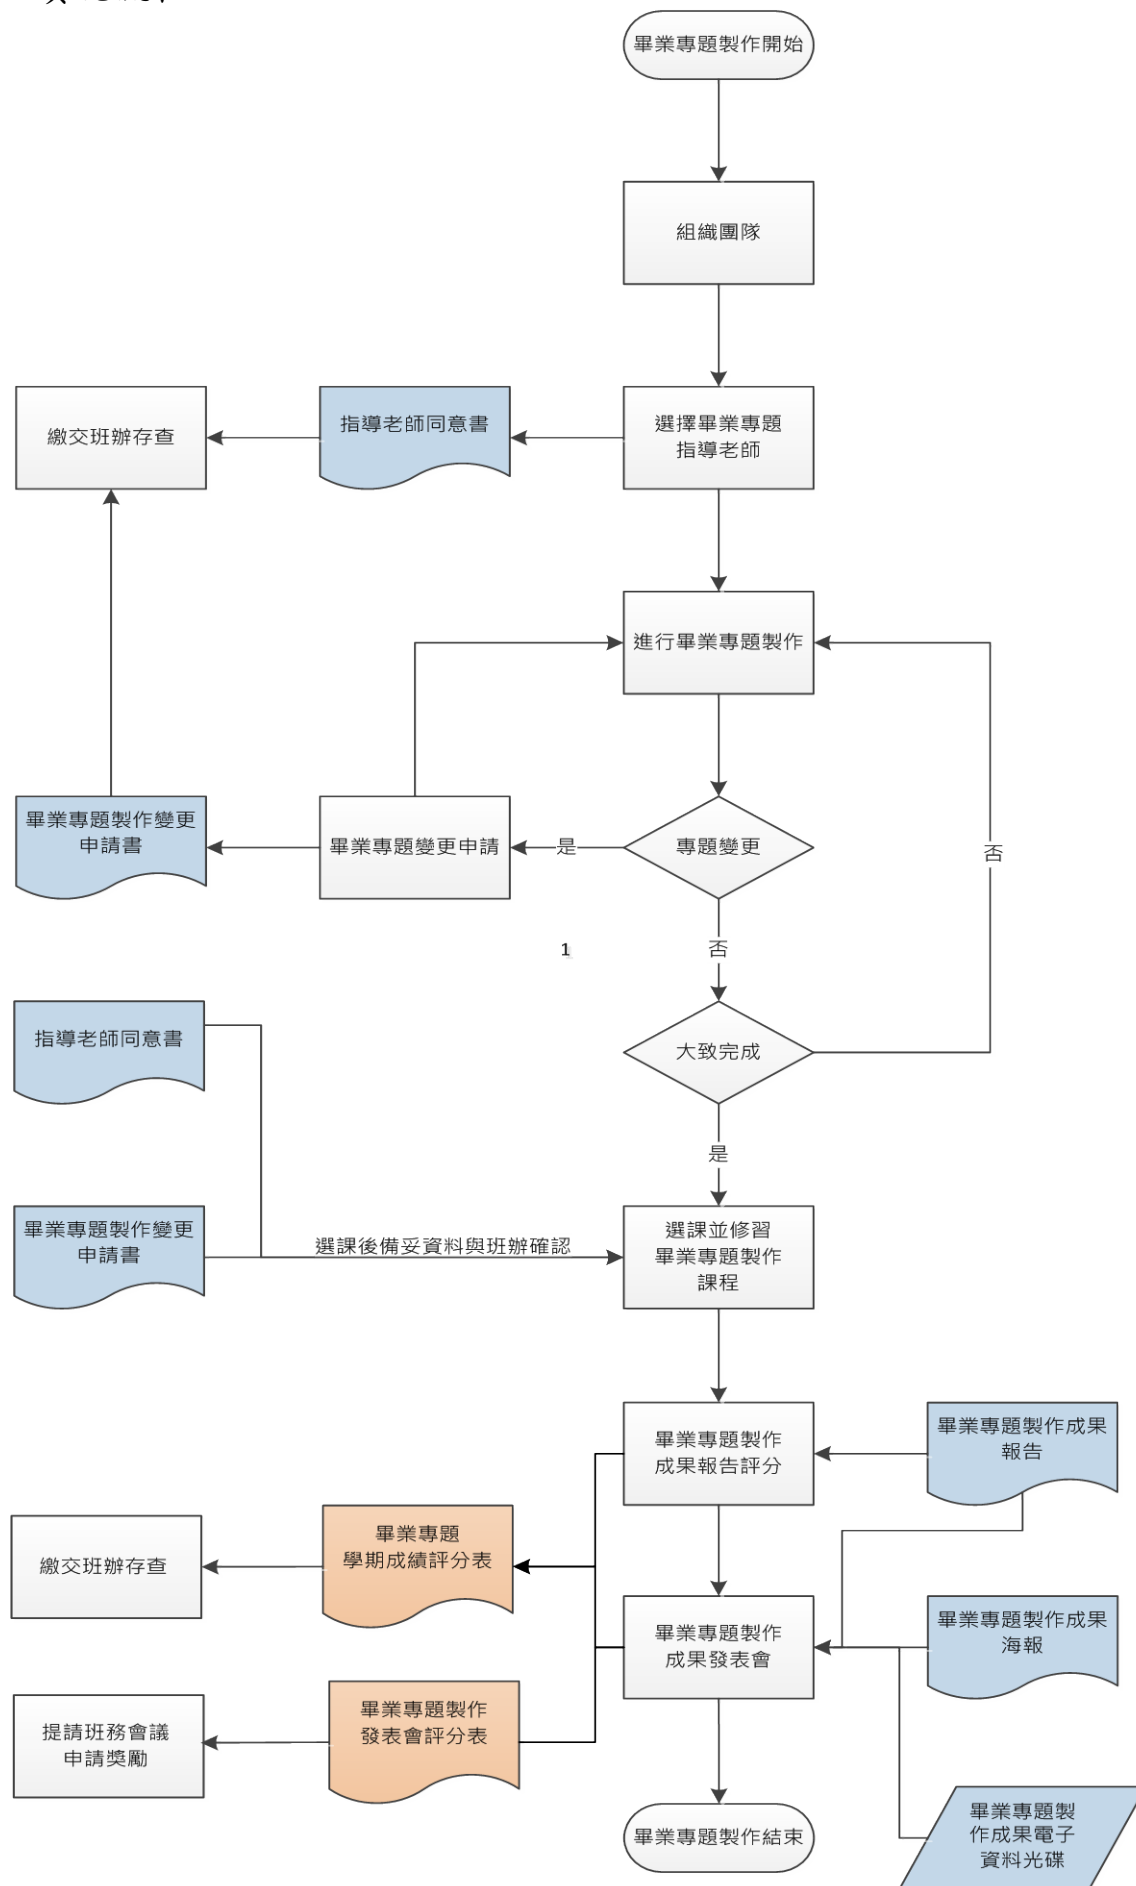 畢業專題製作開始
組織團隊
繳交班辦存查
指導老師同意書
選擇畢業專題
指導老師
進行畢業專題製作
畢業專題製作變更
申請書
畢業專題變更申請
是
專題變更
否
否
1
指導老師同意書
大致完成
是
畢業專題製作變更
申請書
選課後備妥資料與班辦確認
選課並修習
畢業專題製作
課程
畢業專題製作
成果報告評分
畢業專題製作成果
報告
繳交班辦存查
畢業專題
學期成績評分表
畢業專題製作
成果發表會
畢業專題製作成果
海報
提請班務會議
申請獎勵
畢業專題製作
發表會評分表
畢業專題製作結束
畢業專題製
作成果電子
資料光碟